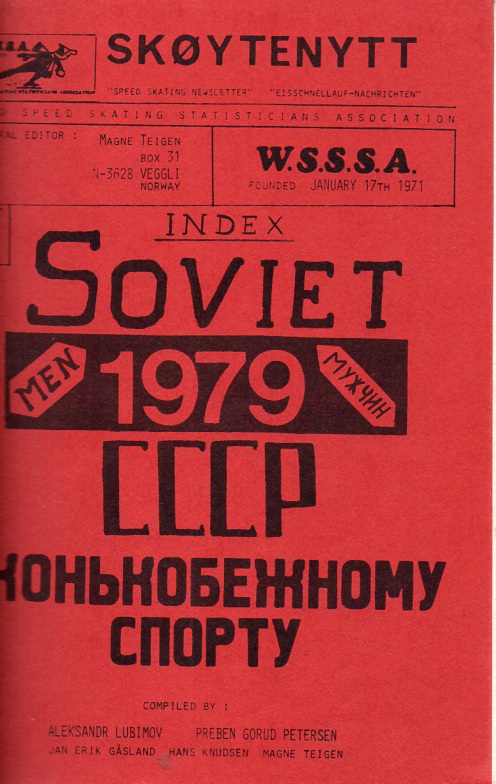 SKØYTENYTT
"SPEED SKATING NEWSLETTER" "EISSCHNELLAUF-NACHRICHTEN"
SPEED SKATING STATISTICIANS ASSOCIATION
EDITOR :
MAGNE TEIGEN
BOX 31
N-3628 VEGGLI
NORWAY
W.S.S.S.A.
FOUNDED JANUARY 17TH 1971
INDEX
SOVIET
MEN 1979 МУЖЧИН
СССР
КОНЬКОБЕЖНОМУ
СПОРТУ
COMPILED BY :
ALEKSANDR LUBIMOV PREBEN GORUD PETERSEN
JAN ERIK GÅSLAND HANS KNUDSEN MAGNE TEIGEN